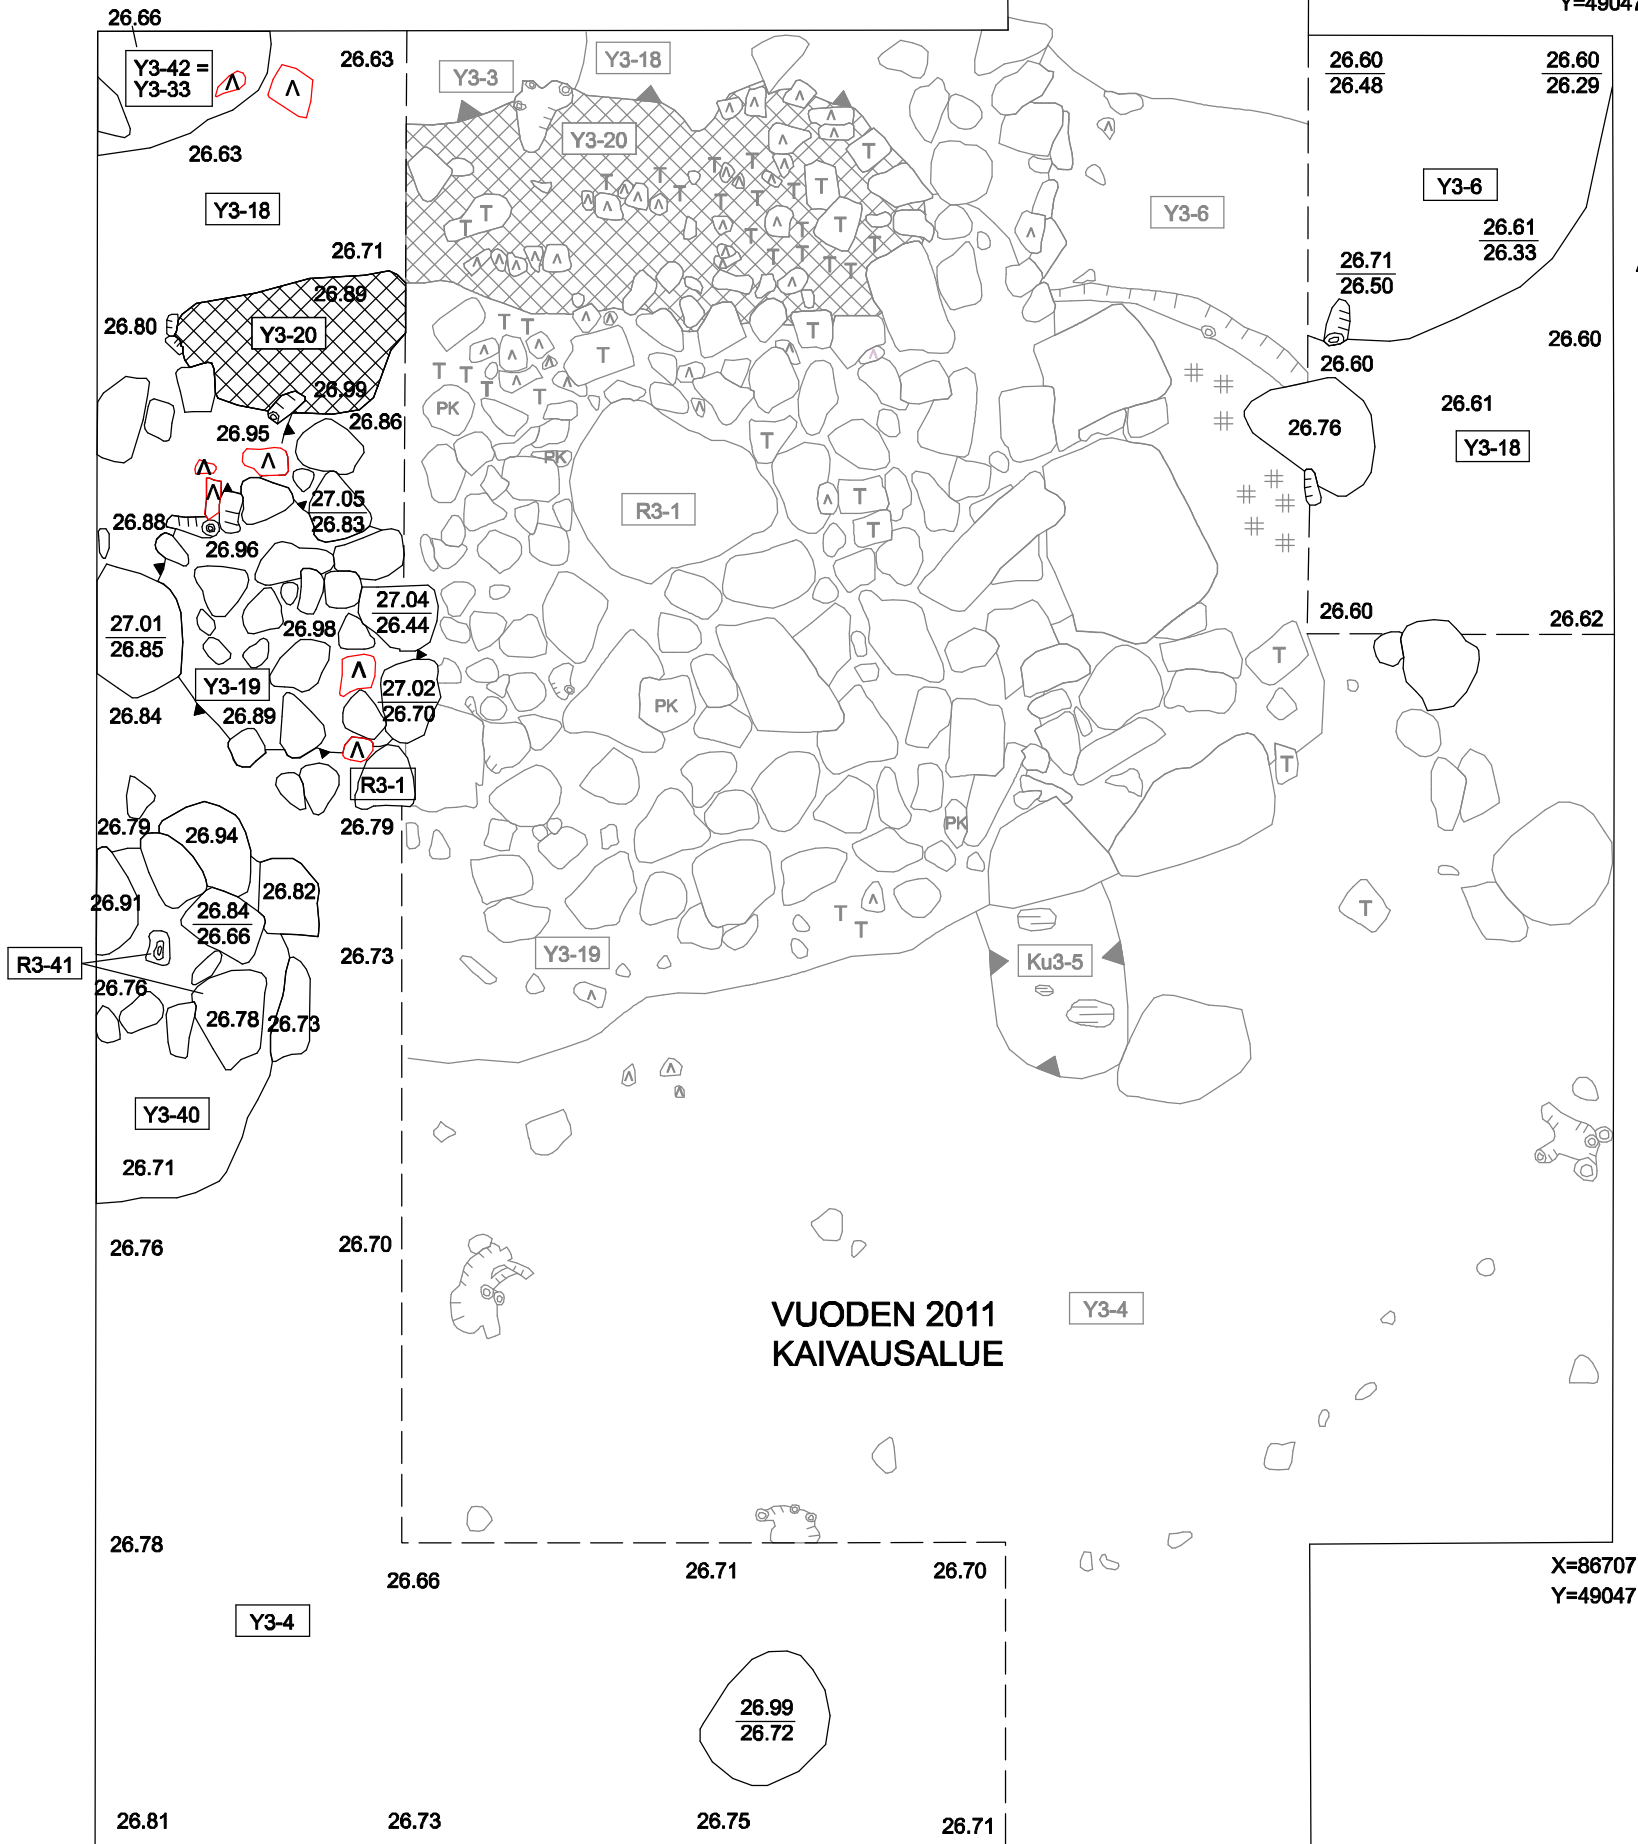 26.66
Y=49047
Y3-42 =
Y3-33
26.63
Y3-3
Y3-18
26.60
26.48
26.60
26.29
Y3-20
26.63
T
Y3-18
Y3-6
Y3-6
26.61
26.33
26.71
26.71
26.50
26.89
26.80
Y3-20
T
T
26.60
26.60
26.99
PK
26.61
26.86
26.95
26.76
Y3-18
T
PK
27.05
26.83
R3-1
T
T
26.88
26.96
27.04
26.44
26.60
26.62
27.01
26.85
26.98
T
Y3-19
27.02
26.70
PK
26.84
26.89
R3-1
T
26.79
26.94
26.79
PK
26.82
26.91
26.84
26.66
T
T
T
R3-41
26.73
Y3-19
Ku3-5
26.76
26.78
26.73
Y3-40
26.71
26.76
26.70
VUODEN 2011
KAIVAUSALUE
Y3-4
26.78
26.66
26.71
26.70
X=86707
Y=49047
Y3-4
26.99
26.72
26.81
26.73
26.75
26.71